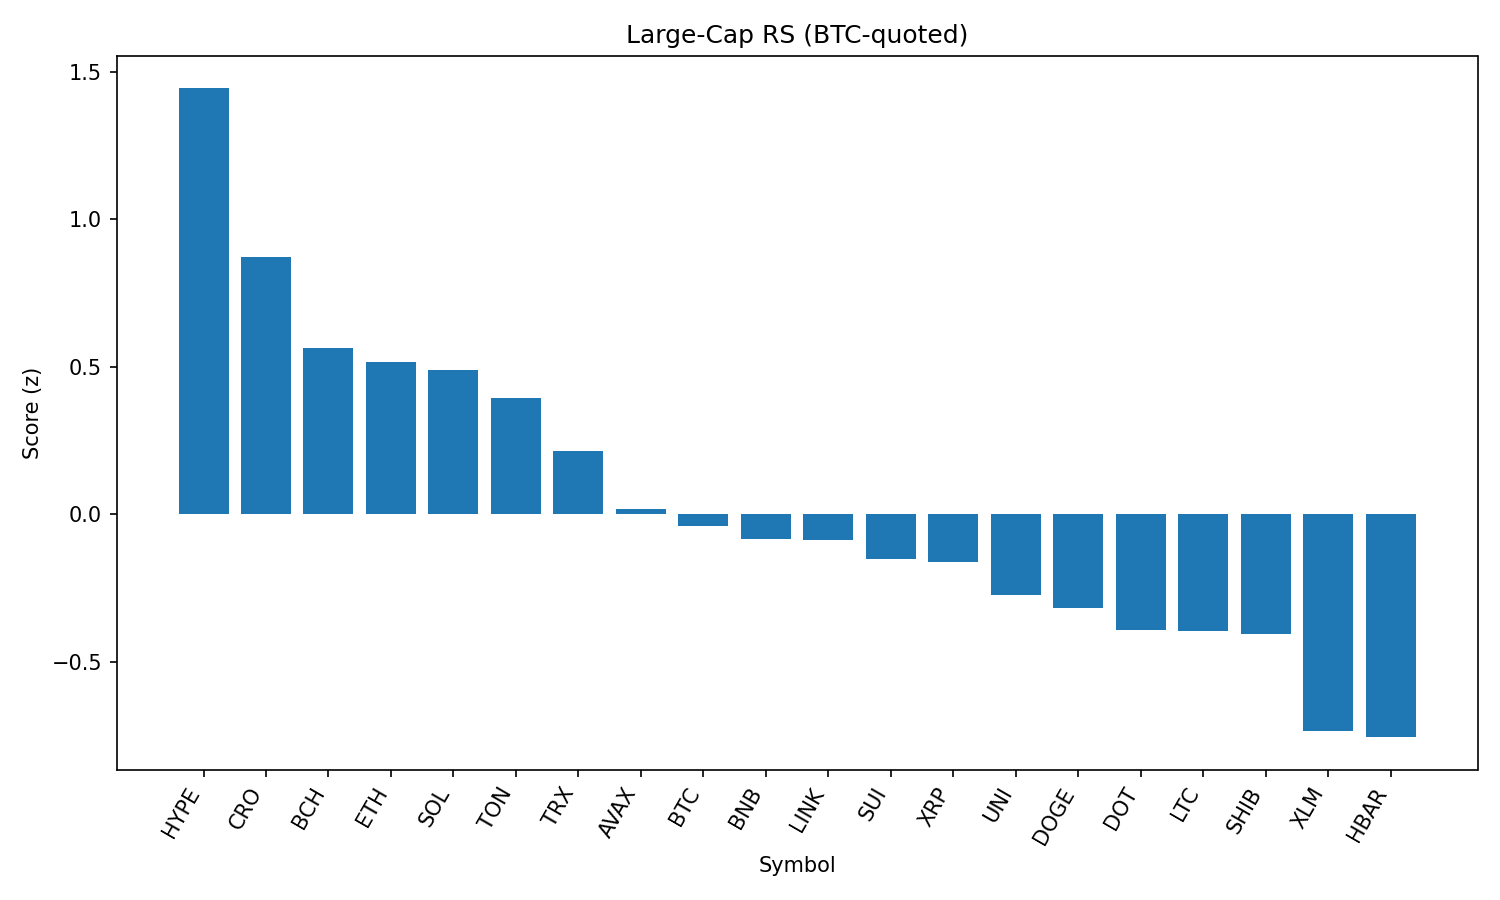 Large-Cap RS (BTC-quoted)
1.5
1.0
0.5
0.0
−0.5
Score (z)
HYPE
CRO
BCH
ETH
SOL
TON
TRX
AVAX
BTC
BNB
LINK
SUI
XRP
UNI
DOGE
DOT
LTC
SHIB
XLM
HBAR
Symbol